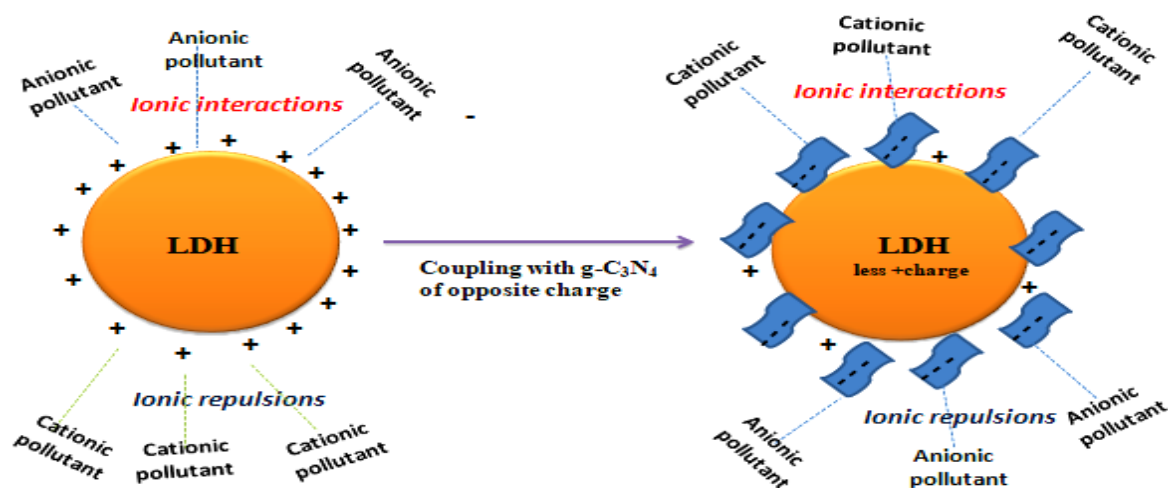 Anionic
pollutant
Anionic
pollutant
Anionic
pollutant
Ionic interactions
+ + + + + + + + + + + + + + + + + +
LDH
Ionic repulsions
Cationic
pollutant
Cationic
pollutant
Cationic
pollutant
-
Coupling with g-C₃N₄
of opposite charge
Cationic
pollutant
Cationic
pollutant
Cationic
pollutant
Ionic interactions
+ + + +
LDH
less +charge
Ionic repulsions
Anionic
pollutant
Anionic
pollutant
Anionic
pollutant